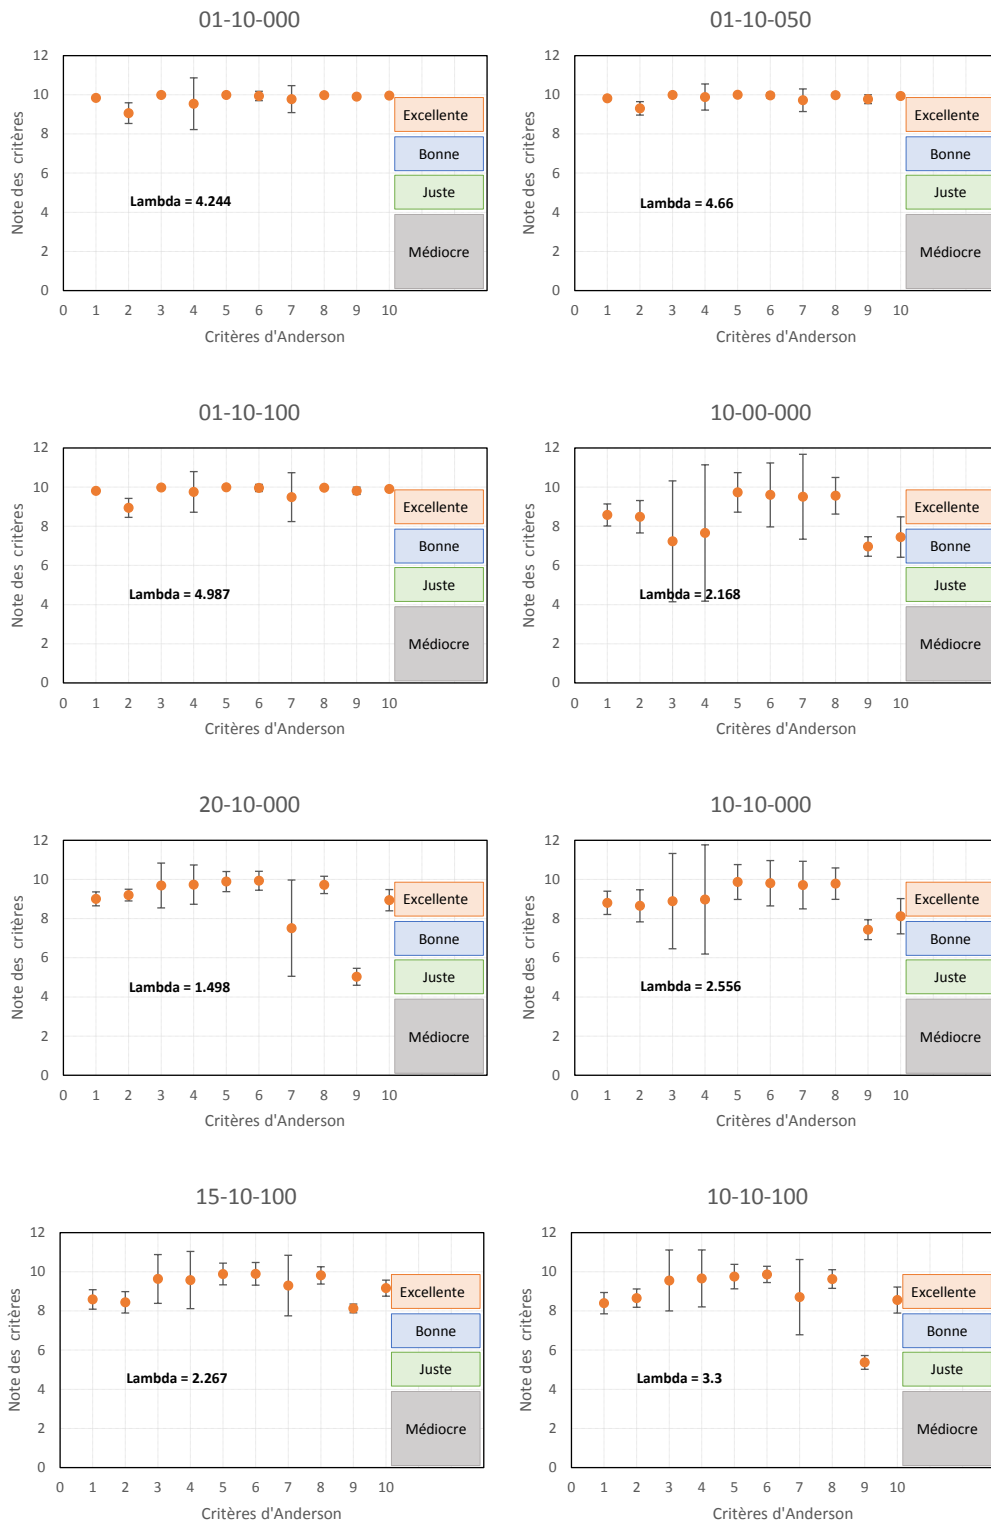 01-10-000
12
10
8
6
4
2
0
Note des critères
Lambda = 4.244
Excellente
Bonne
Juste
Médiocre
0 1 2 3 4 5 6 7 8 9 10
Critères d'Anderson
01-10-050
12
10
8
6
4
2
0
Note des critères
Lambda = 4.66
Excellente
Bonne
Juste
Médiocre
0 1 2 3 4 5 6 7 8 9 10
Critères d'Anderson
01-10-100
12
10
8
6
4
2
0
Note des critères
Lambda = 4.987
Excellente
Bonne
Juste
Médiocre
0 1 2 3 4 5 6 7 8 9 10
Critères d'Anderson
10-00-000
12
10
8
6
4
2
0
Note des critères
Lambda = 2.168
Excellente
Bonne
Juste
Médiocre
0 1 2 3 4 5 6 7 8 9 10
Critères d'Anderson
20-10-000
12
10
8
6
4
2
0
Note des critères
Lambda = 1.498
Excellente
Bonne
Juste
Médiocre
0 1 2 3 4 5 6 7 8 9 10
Critères d'Anderson
10-10-000
12
10
8
6
4
2
0
Note des critères
Lambda = 2.556
Excellente
Bonne
Juste
Médiocre
0 1 2 3 4 5 6 7 8 9 10
Critères d'Anderson
15-10-100
12
10
8
6
4
2
0
Note des critères
Lambda = 2.267
Excellente
Bonne
Juste
Médiocre
0 1 2 3 4 5 6 7 8 9 10
Critères d'Anderson
10-10-100
12
10
8
6
4
2
0
Note des critères
Lambda = 3.3
Excellente
Bonne
Juste
Médiocre
0 1 2 3 4 5 6 7 8 9 10
Critères d'Anderson